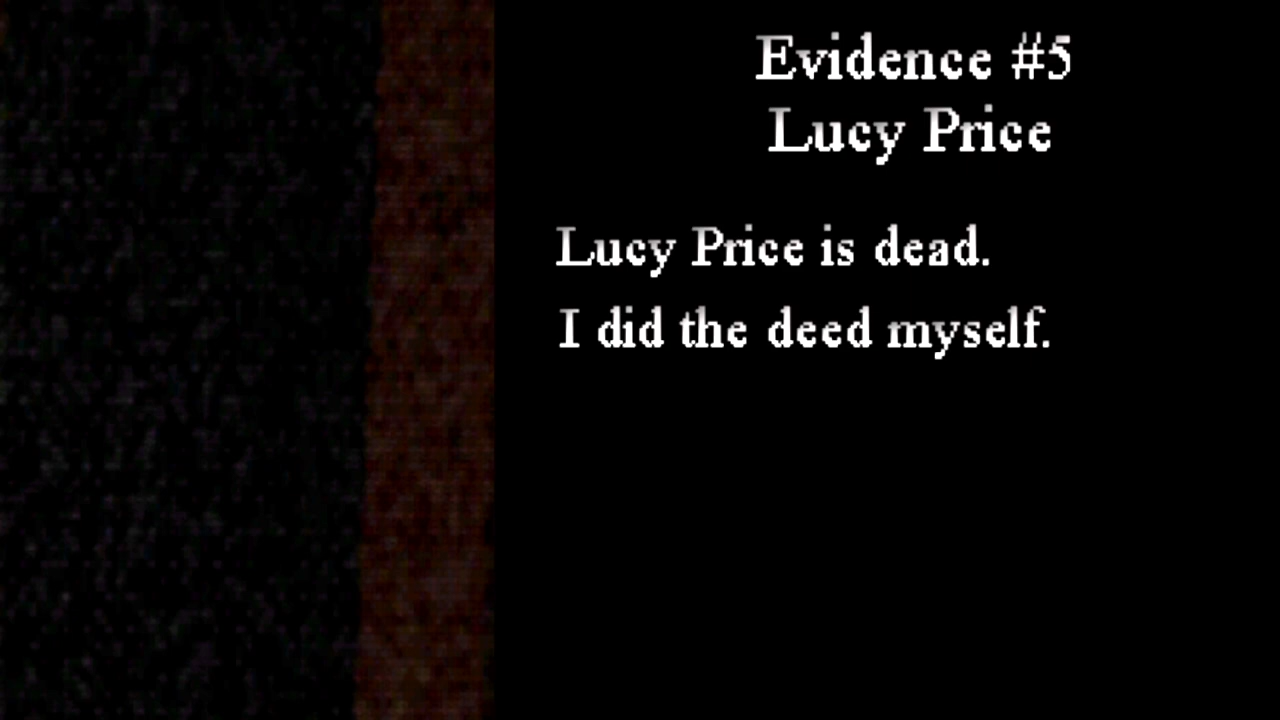 Evidence #5
Lucy Price
Lucy Price is dead.
I did the deed myself.